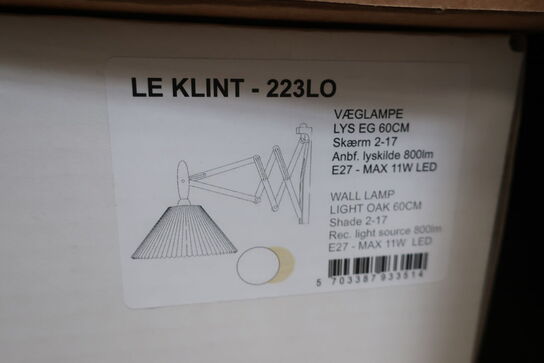 LE KLINT - 223LO
VÆGLAMPE
LYS EG 60CM
Skærm 2-17
Anbf. lyskilde 800lm
E27 - MAX 11W LED
WALL LAMP
LIGHT OAK 60CM
Shade 2-17
Rec. light source 800lm
E27 - MAX 11W LED
5 703387 933514